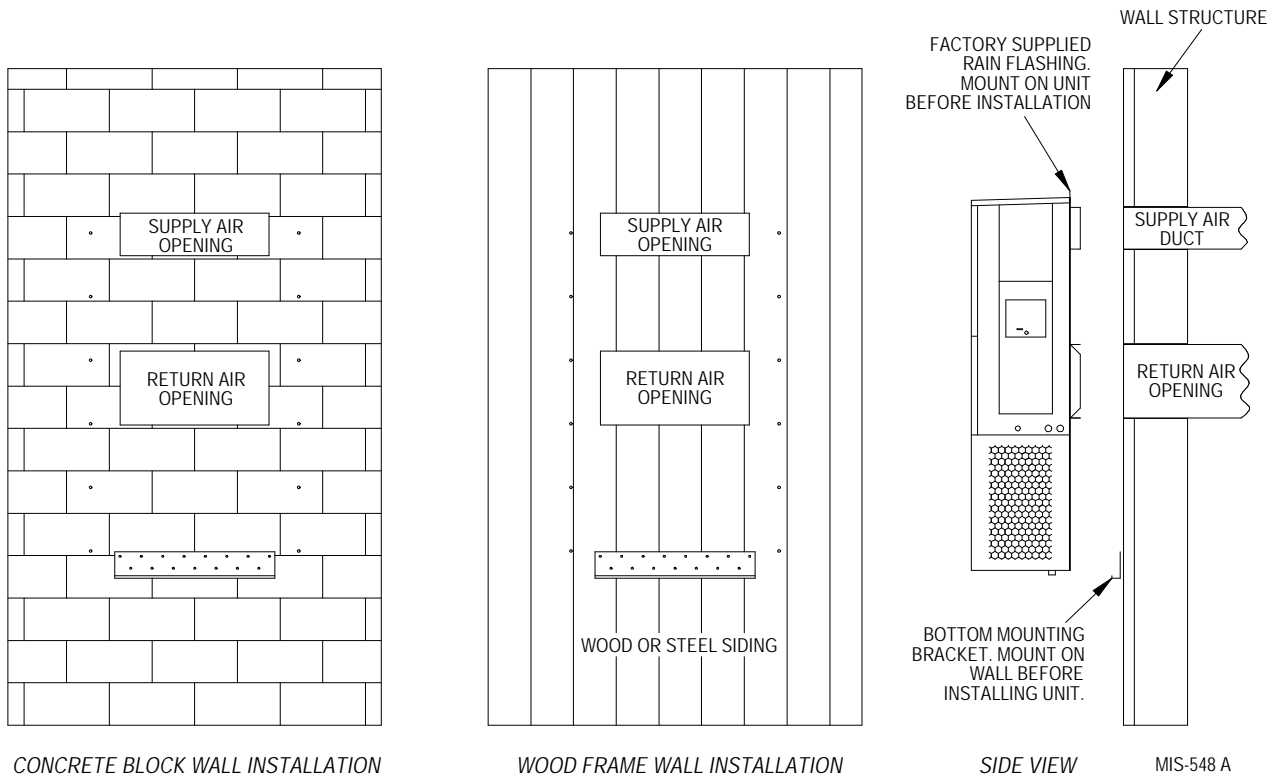 SUPPLY AIR
OPENING
RETURN AIR
OPENING
CONCRETE BLOCK WALL INSTALLATION
SUPPLY AIR
OPENING
RETURN AIR
OPENING
WOOD OR STEEL SIDING
WOOD FRAME WALL INSTALLATION
WALL STRUCTURE
FACTORY SUPPLIED
RAIN FLASHING.
MOUNT ON UNIT
BEFORE INSTALLATION
SUPPLY AIR
DUCT
RETURN AIR
OPENING
BOTTOM MOUNTING
BRACKET. MOUNT ON
WALL BEFORE
INSTALLING UNIT.
SIDE VIEW
MIS-548 A